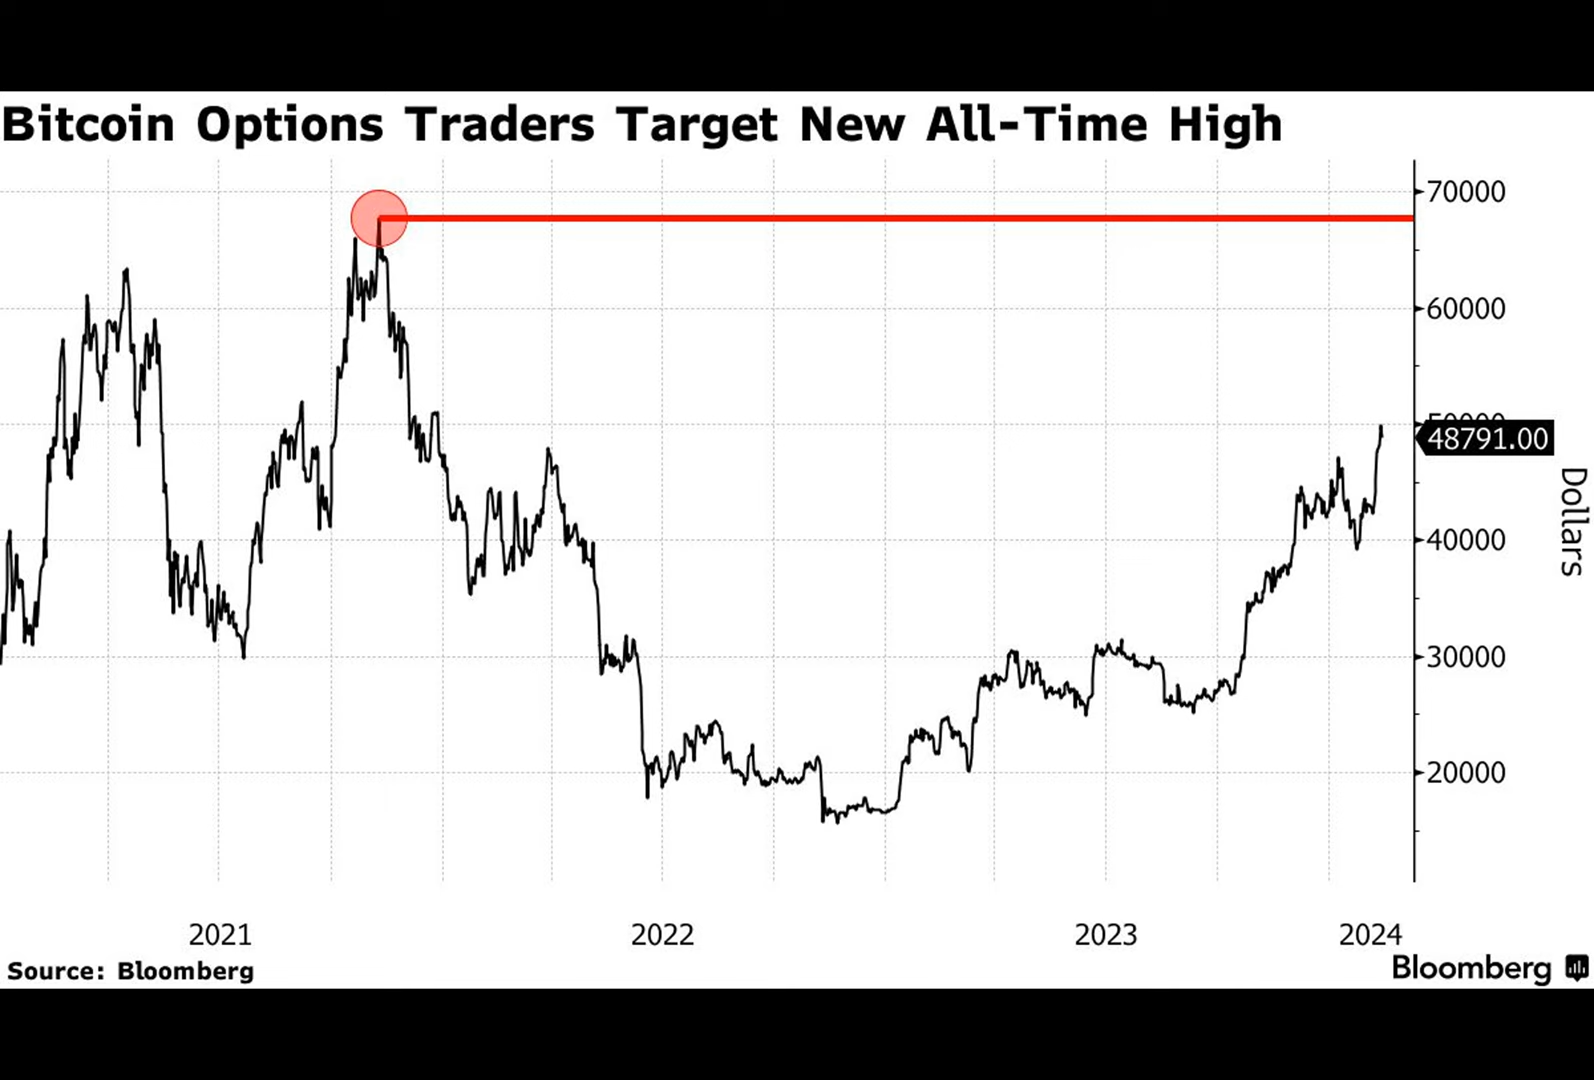 Bitcoin Options Traders Target New All-Time High
70000
60000
50000
48791.00
40000
30000
20000
Dollars
2021 2022 2023 2024
Source: Bloomberg
Bloomberg